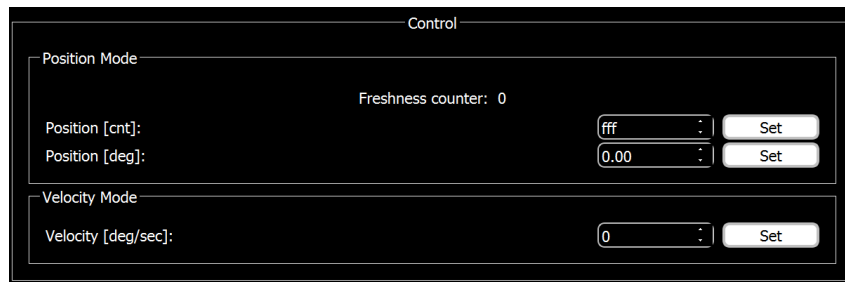 Control
Position Mode
Freshness counter: 0
Position [cnt]: fff Set
Position [deg]: 0.00 Set
Velocity Mode
Velocity [deg/sec]: 0 Set